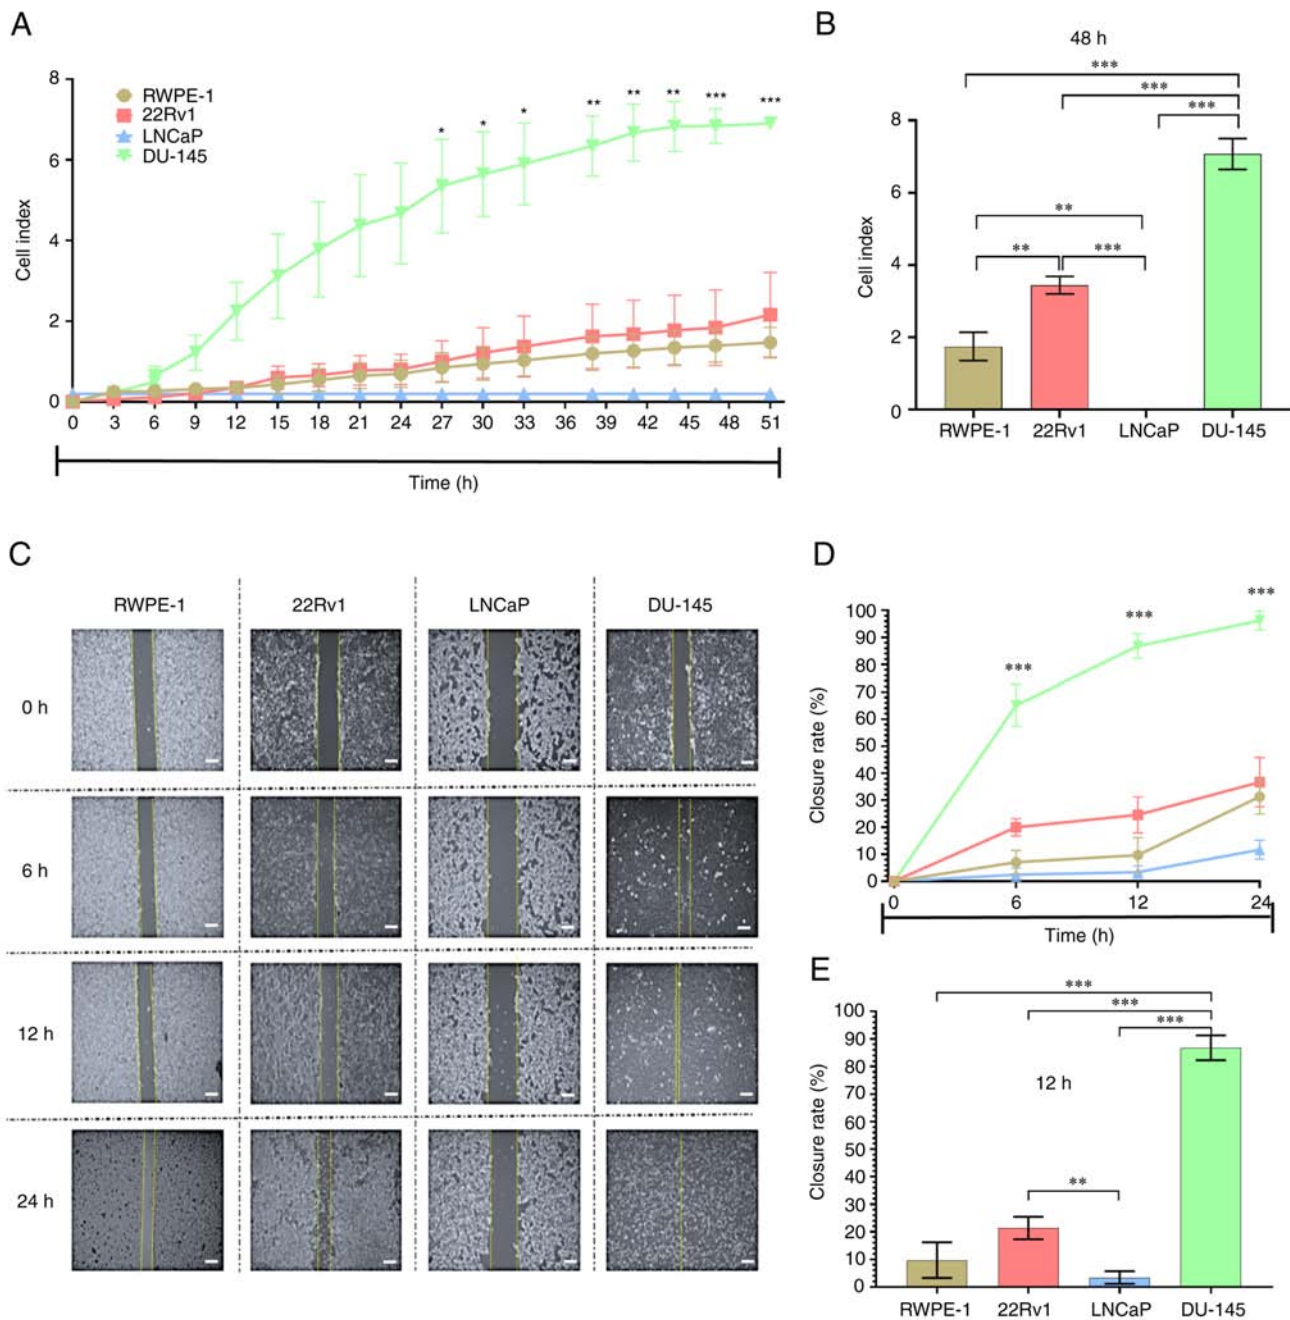 A
8
6
4
2
0
Cell index
RWPE-1
22Rv1
LNCaP
DU-145
* * * ** ** ** *** ***
0 3 6 9 12 15 18 21 24 27 30 33 36 39 42 45 48 51
Time (h)
B
48 h
***
***
***
**
** ***
8
6
4
2
0
Cell index
RWPE-1 22Rv1 LNCaP DU-145
C
RWPE-1 22Rv1 LNCaP DU-145
0 h
6 h
12 h
24 h
D
100
90
80
70
60
50
40
30
20
10
0
Closure rate (%)
*** *** ***
0 6 12 24
Time (h)
E
***
***
***
12 h
**
100
90
80
70
60
50
40
30
20
10
0
Closure rate (%)
RWPE-1 22Rv1 LNCaP DU-145